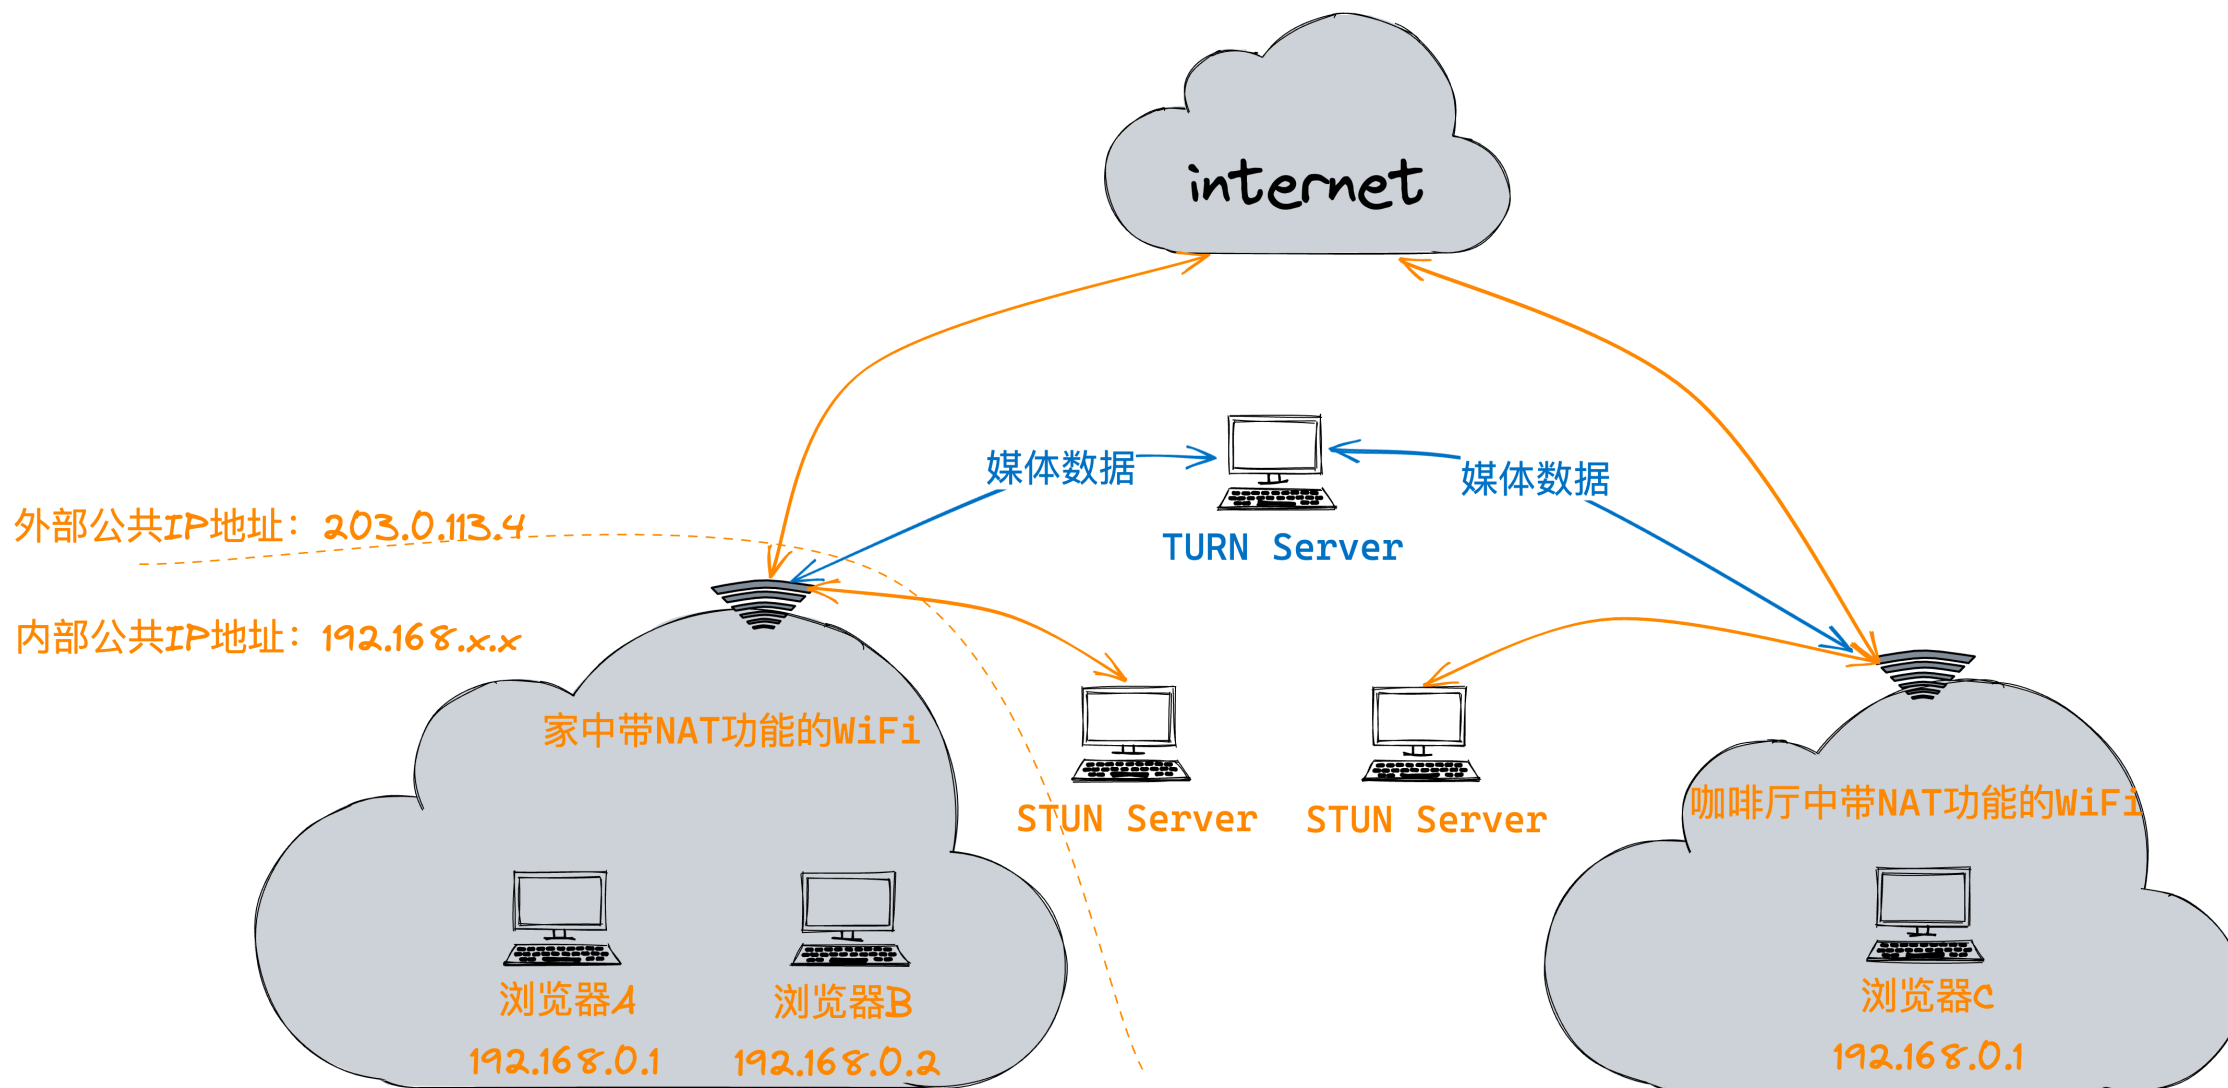 internet
媒体数据
媒体数据
TURN Server
外部公共IP地址：203.0.113.4
内部公共IP地址：192.168.x.x
家中带NAT功能的WiFi
STUN Server
STUN Server
咖啡厅中带NAT功能的WiFi
浏览器A
192.168.0.1
浏览器B
192.168.0.2
浏览器C
192.168.0.1